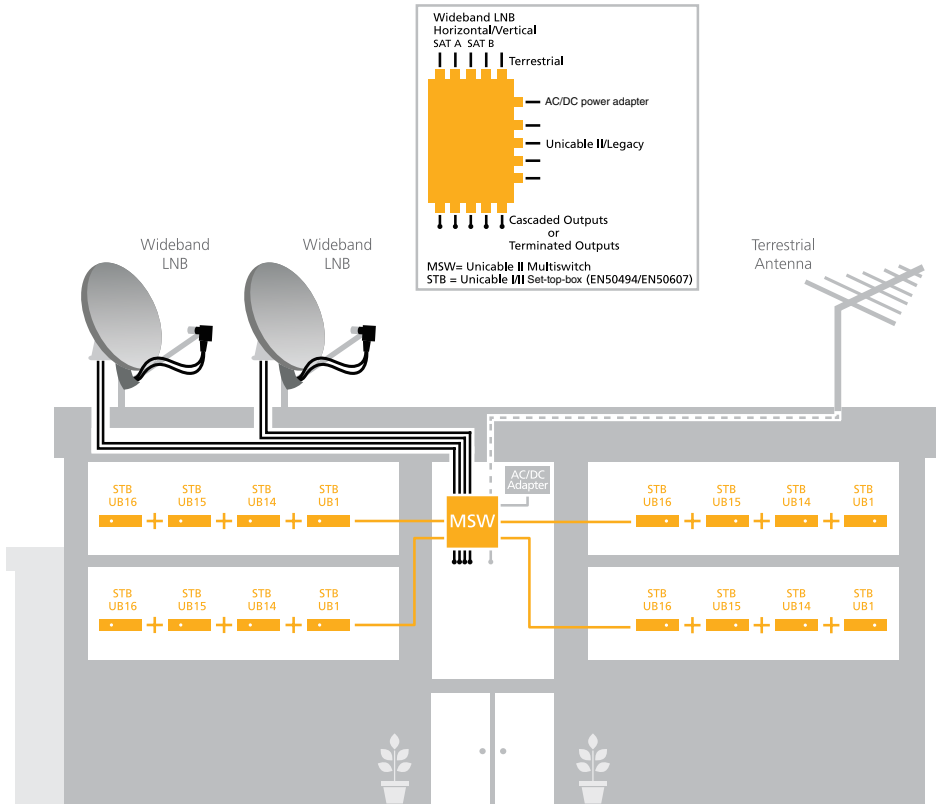 Wideband LNB
Horizontal/Vertical
SAT A SAT B
Terrestrial
AC/DC power adapter
Unicable II/Legacy
Cascaded Outputs
or
Terminated Outputs
MSW= Unicable II Multiswitch
STB = Unicable I/II Set-top-box (EN50494/EN50607)
Wideband
LNB
Wideband
LNB
Terrestrial
Antenna
AC/DC
Adapter
MSW
STB STB STB STB
UB16 UB15 UB14 UB1
STB STB STB STB
UB16 UB15 UB14 UB1
STB STB STB STB
UB16 UB15 UB14 UB1
STB STB STB STB
UB16 UB15 UB14 UB1